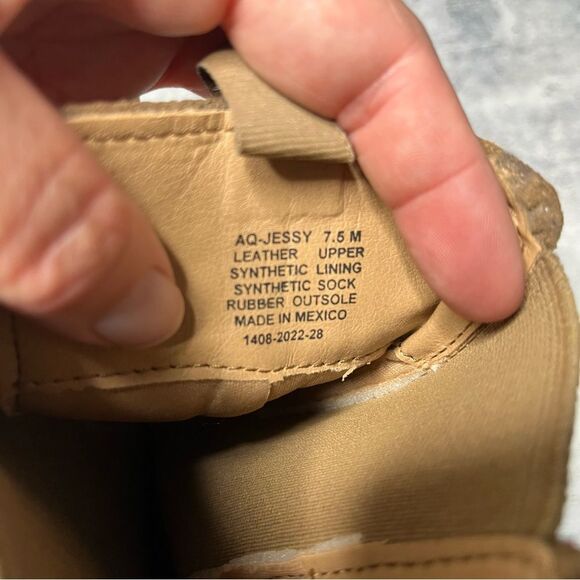 AQ-JESSY 7.5 M
LEATHER UPPER
SYNTHETIC LINING
SYNTHETIC SOCK
RUBBER OUTSOLE
MADE IN MEXICO
1408-2022-28